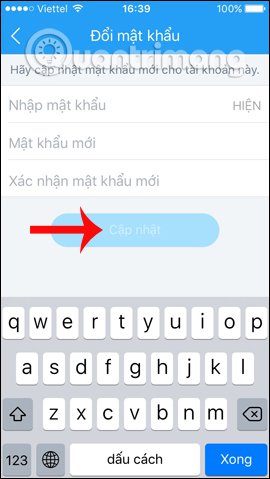 Viettel 16:39 100%
Đổi mật khẩu
Quantrimang
Hãy cập nhật mật khẩu mới cho tài khoản này.
Nhập mật khẩu HIỆN
Mật khẩu mới
Xác nhận mật khẩu mới
Cập nhật
q w e r t y u i o p
a s d f g h j k l
z x c v b n m
123 dấu cách Xong